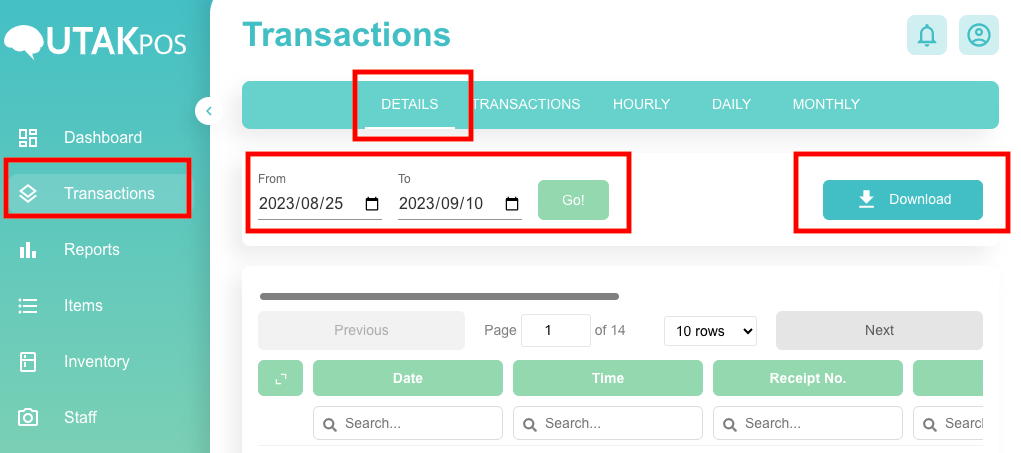 UTAKPOS
Dashboard
Transactions
Reports
Items
Inventory
Staff
Transactions
DETAILS TRANSACTIONS HOURLY DAILY MONTHLY
From To
2023/08/25 2023/09/10 Go! Download
Previous Page 1 of 14 10 rows Next
Date Time Receipt No.
Search... Search... Search... Searc